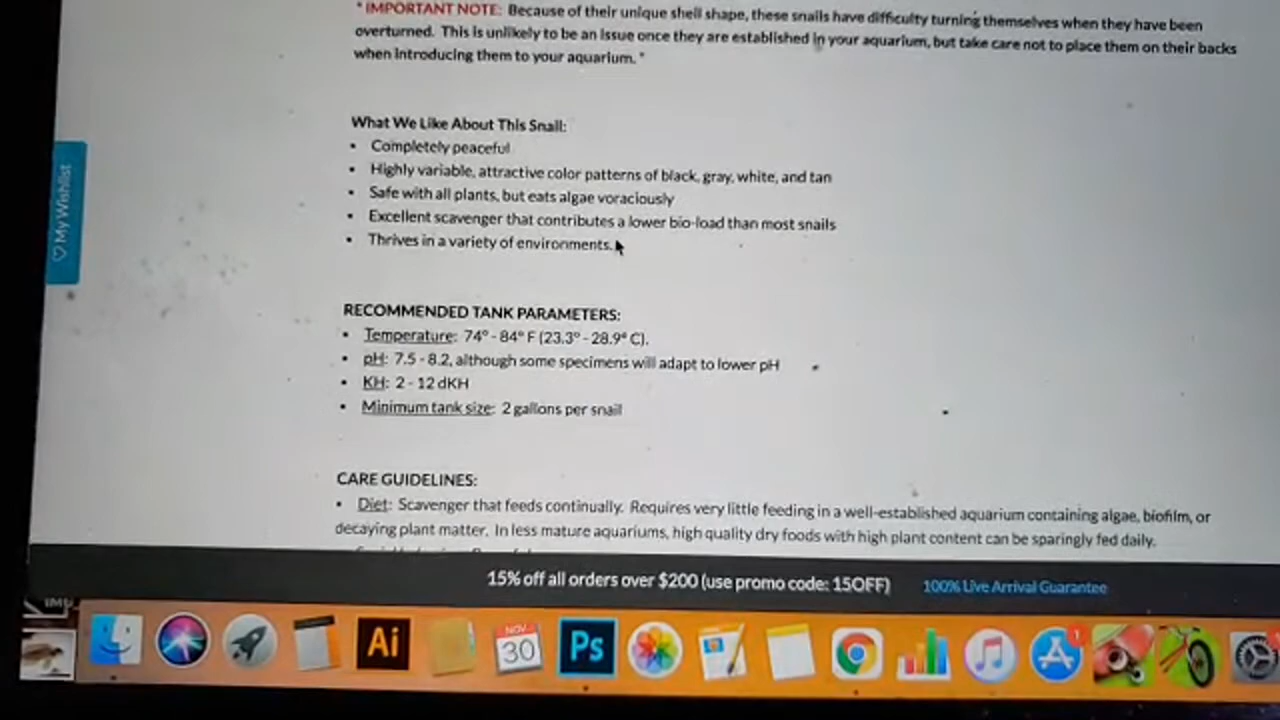 * IMPORTANT NOTE: Because of their unique shell shape, these snails have difficulty turning themselves when they have been
overturned. This is unlikely to be an issue once they are established in your aquarium, but take care not to place them on their backs
when introducing them to your aquarium. *
What We Like About This Snail:
• Completely peaceful
• Highly variable, attractive color patterns of black, gray, white, and tan
• Safe with all plants, but eats algae voraciously
• Excellent scavenger that contributes a lower bio-load than most snails
• Thrives in a variety of environments.
♡ My Wishlist
RECOMMENDED TANK PARAMETERS:
• Temperature: 74° - 84° F (23.3° - 28.9° C).
• pH: 7.5 - 8.2, although some specimens will adapt to lower pH
• KH: 2 - 12 dKH
• Minimum tank size: 2 gallons per snail
CARE GUIDELINES:
• Diet: Scavenger that feeds continually. Requires very little feeding in a well-established aquarium containing algae, biofilm, or
decaying plant matter. In less mature aquariums, high quality dry foods with high plant content can be sparingly fed daily.
15% off all orders over $200 (use promo code: 15OFF) 100% Live Arrival Guarantee
Ai
NOV
30
Ps
1